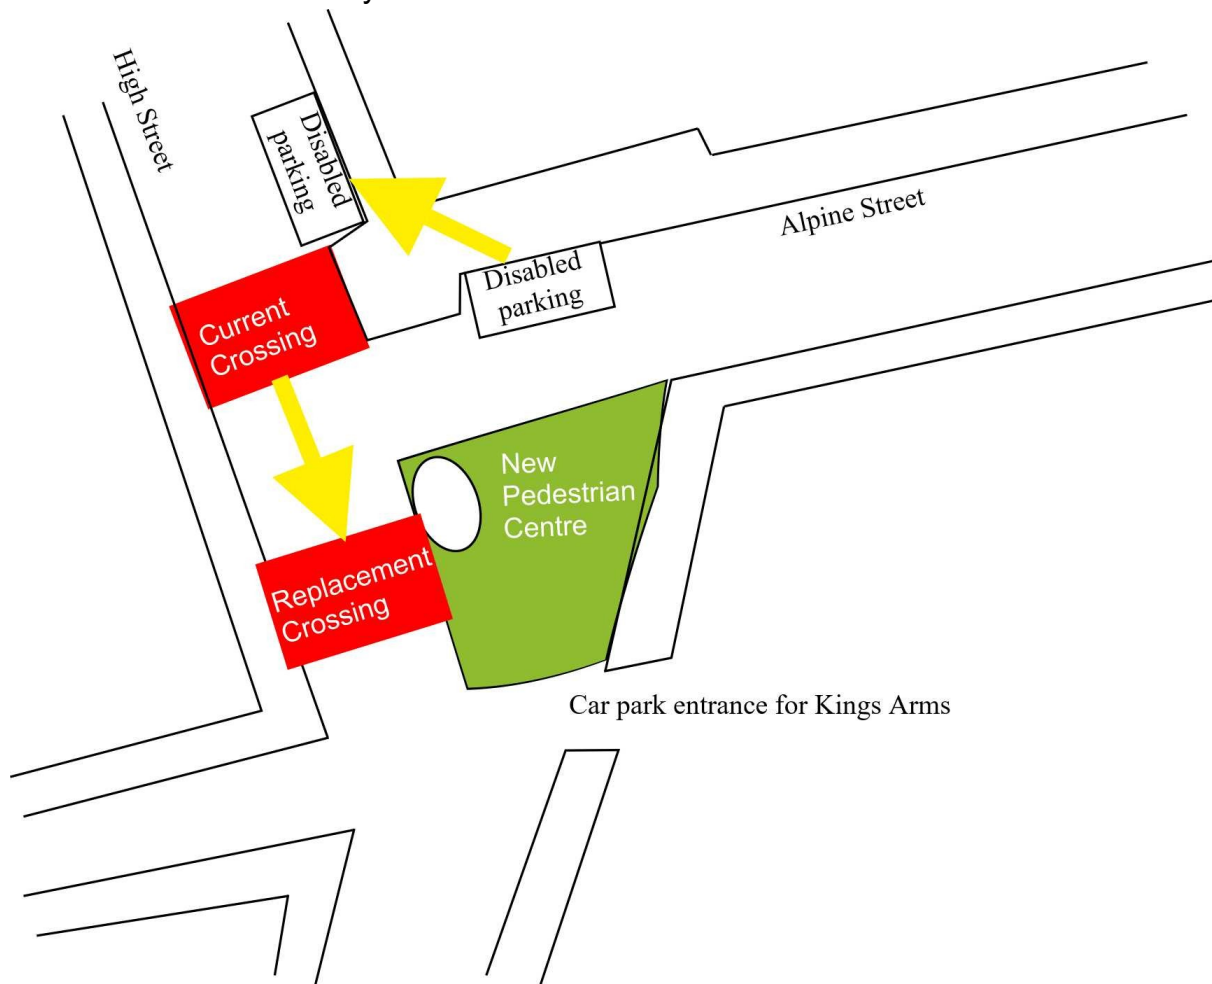 High Street
Disabled
parking
Alpine Street
Disabled
parking
Current
Crossing
New
Pedestrian
Centre
Replacement
Crossing
Car park entrance for Kings Arms